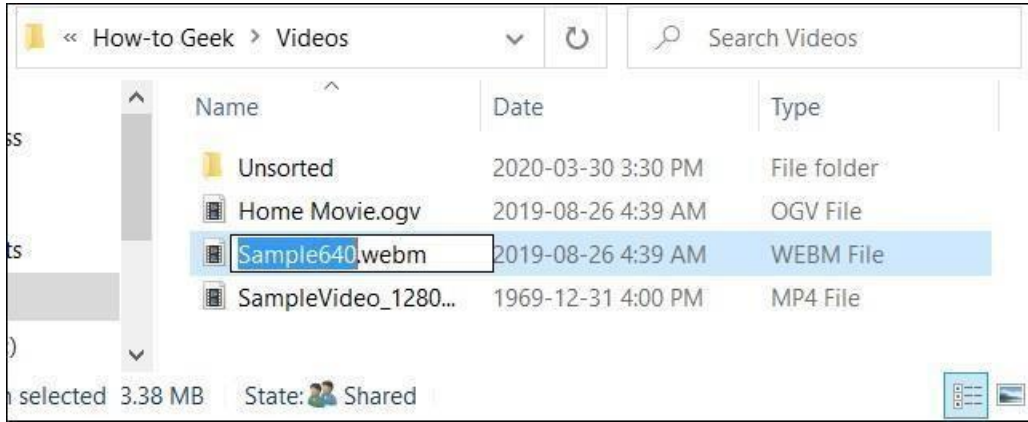 « How-to Geek > Videos Search Videos
Name Date Type
ss
Unsorted 2020-03-30 3:30 PM File folder
Home Movie.ogv 2019-08-26 4:39 AM OGV File
ts Sample640.webm 2019-08-26 4:39 AM WEBM File
SampleVideo_1280... 1969-12-31 4:00 PM MP4 File
)
selected 3.38 MB State: Shared